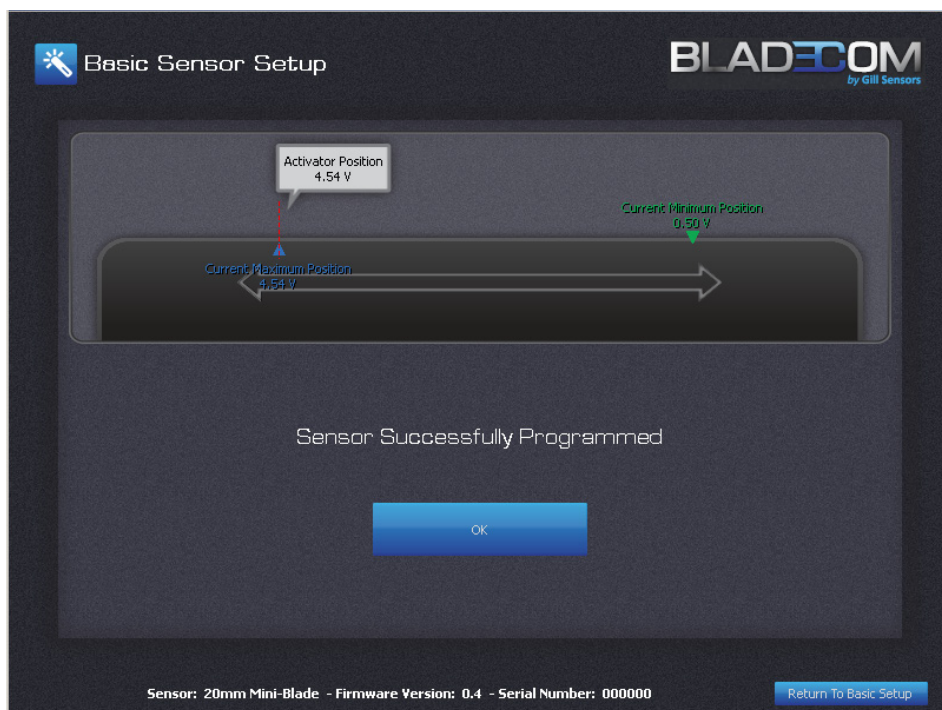 Basic Sensor Setup
BLADECOM
by Gill Sensors
Activator Position
4.54 V
Current Minimum Position
0.50 V
Current Maximum Position
4.54 V
Sensor Successfully Programmed
OK
Sensor: 20mm Mini-Blade - Firmware Version: 0.4 - Serial Number: 000000
Return To Basic Setup